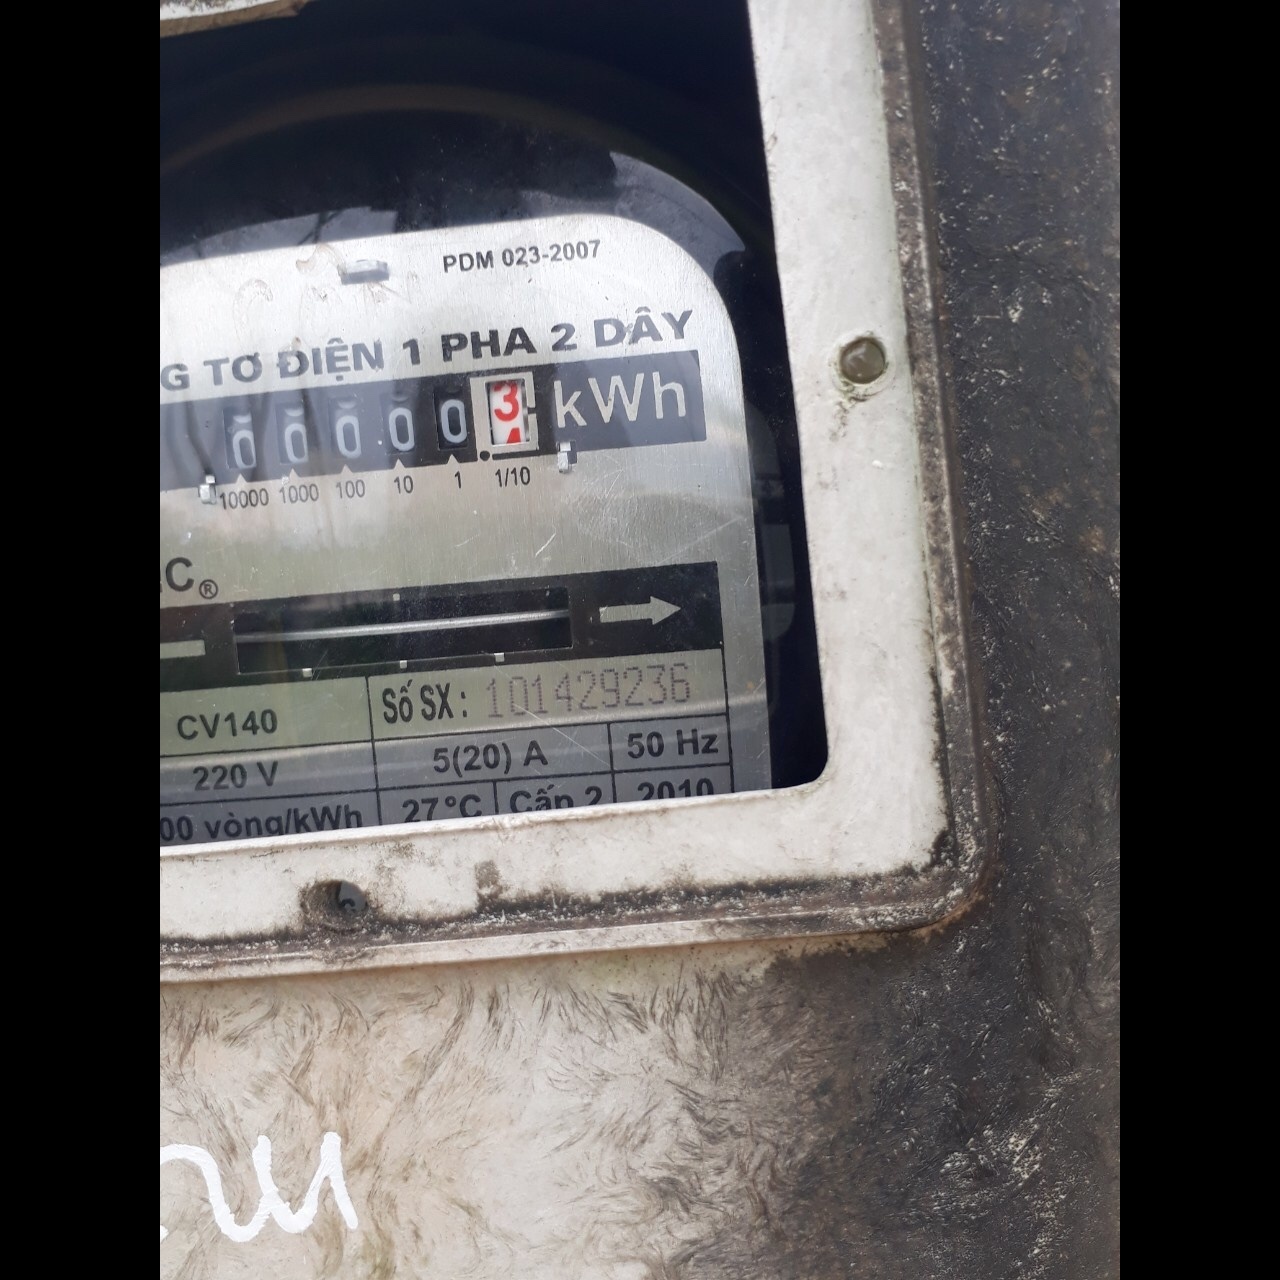 PDM 023-2007
G TƠ ĐIỆN 1 PHA 2 DÂY
0 0 0 0 0 3 kWh
10000 1000 100 10 1 1/10
C®
Số SX: 101429236
CV140
5(20) A 50 Hz
220 V
27°C Cấp 2 2010
00 vòng/kWh